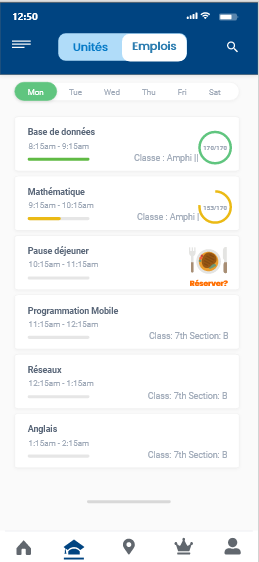 12:50
Unités Emplois
Mon Tue Wed Thu Fri Sat
Base de données
8:15am - 9:15am
Classe : Amphi ||
170/170
Mathématique
9:15am - 10:15am
Classe : Amphi |
153/170
Pause déjeuner
10:15am - 11:15am
Réserver?
Programmation Mobile
11:15am - 12:15am
Class: 7th Section: B
Réseaux
12:15am - 1:15am
Class: 7th Section: B
Anglais
1:15am - 2:15am
Class: 7th Section: B